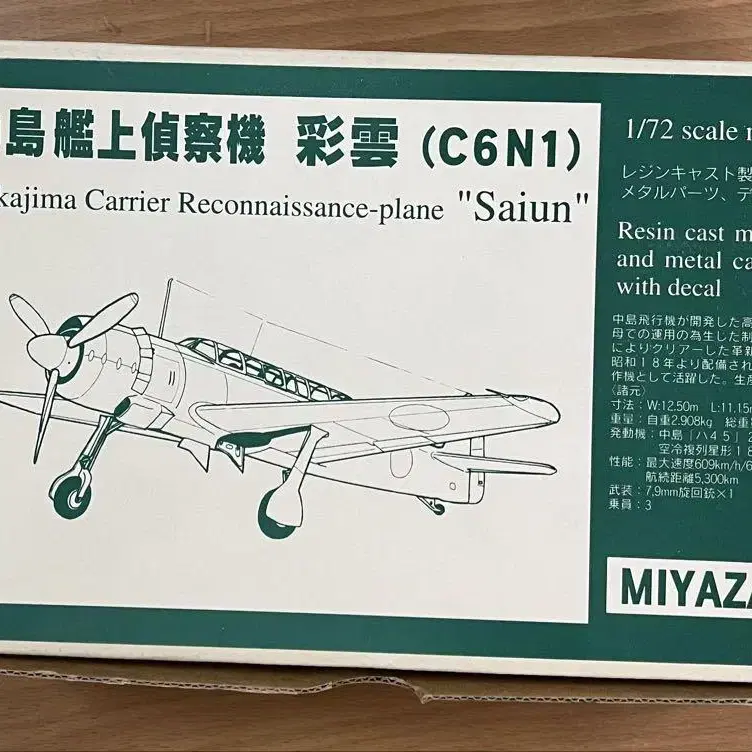 島艦上偵察機 彩雲 (C6N1)
kajima Carrier Reconnaissance-plane "Saiun"
1/72 scale
レジンキャスト製
メタルパーツ、デ
Resin cast m
and metal ca
with decal
中島飛行機が開発した高
母での運用の為生した制
によりクリアーした革新
昭和18年より配備され
作機として活躍した。生産
〈諸元〉
寸法:W:12.50m L:11.15m
重量:自重2.908kg 総重
発動機:中島「ハ45」
空冷複列星形18
性能:最大速度609km/h/6
航続距離5,300km
武装:7,9mm旋回銃×1
乗員:3
MIYAZA